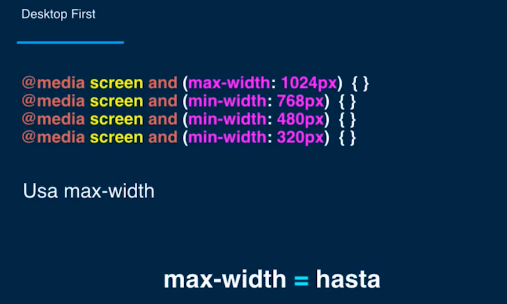 Desktop First
@media screen and (max-width: 1024px) { }
@media screen and (min-width: 768px) { }
@media screen and (min-width: 480px) { }
@media screen and (min-width: 320px) { }
Usa max-width
max-width = hasta